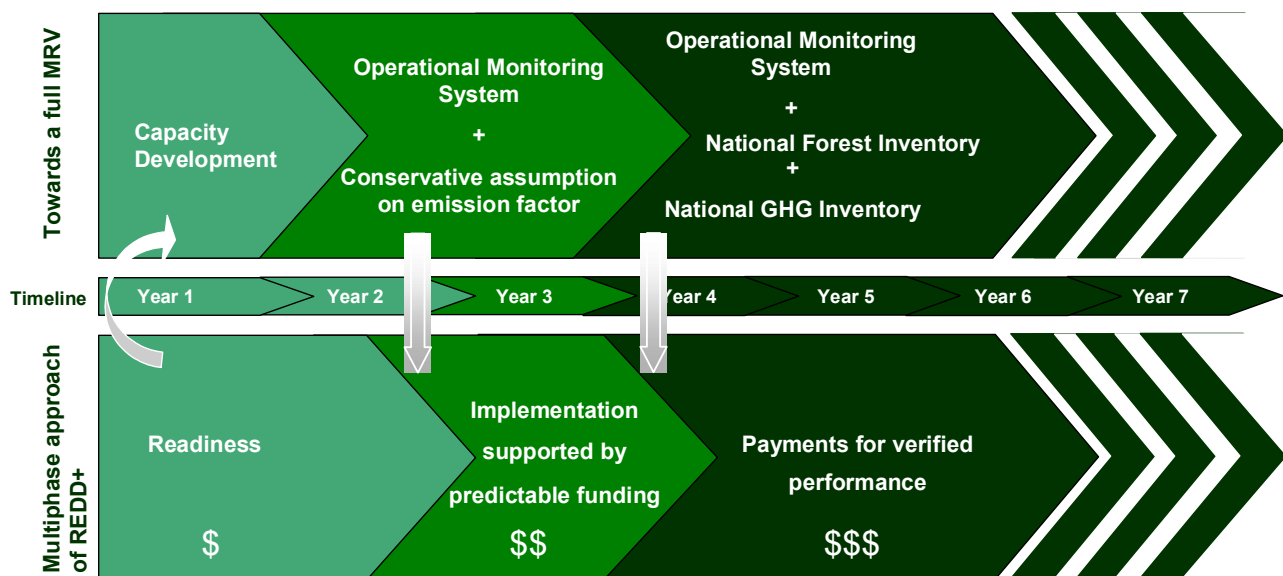 Towards a full MRV
Capacity
Development
Operational Monitoring
System
+
Conservative assumption
on emission factor
Operational Monitoring
System
+
National Forest Inventory
+
National GHG Inventory
Timeline
Year 1
Year 2
Year 3
Year 4
Year 5
Year 6
Year 7
Multiphase approach
of REDD+
Readiness
$
Implementation
supported by
predictable funding
$$
Payments for verified
performance
$$$